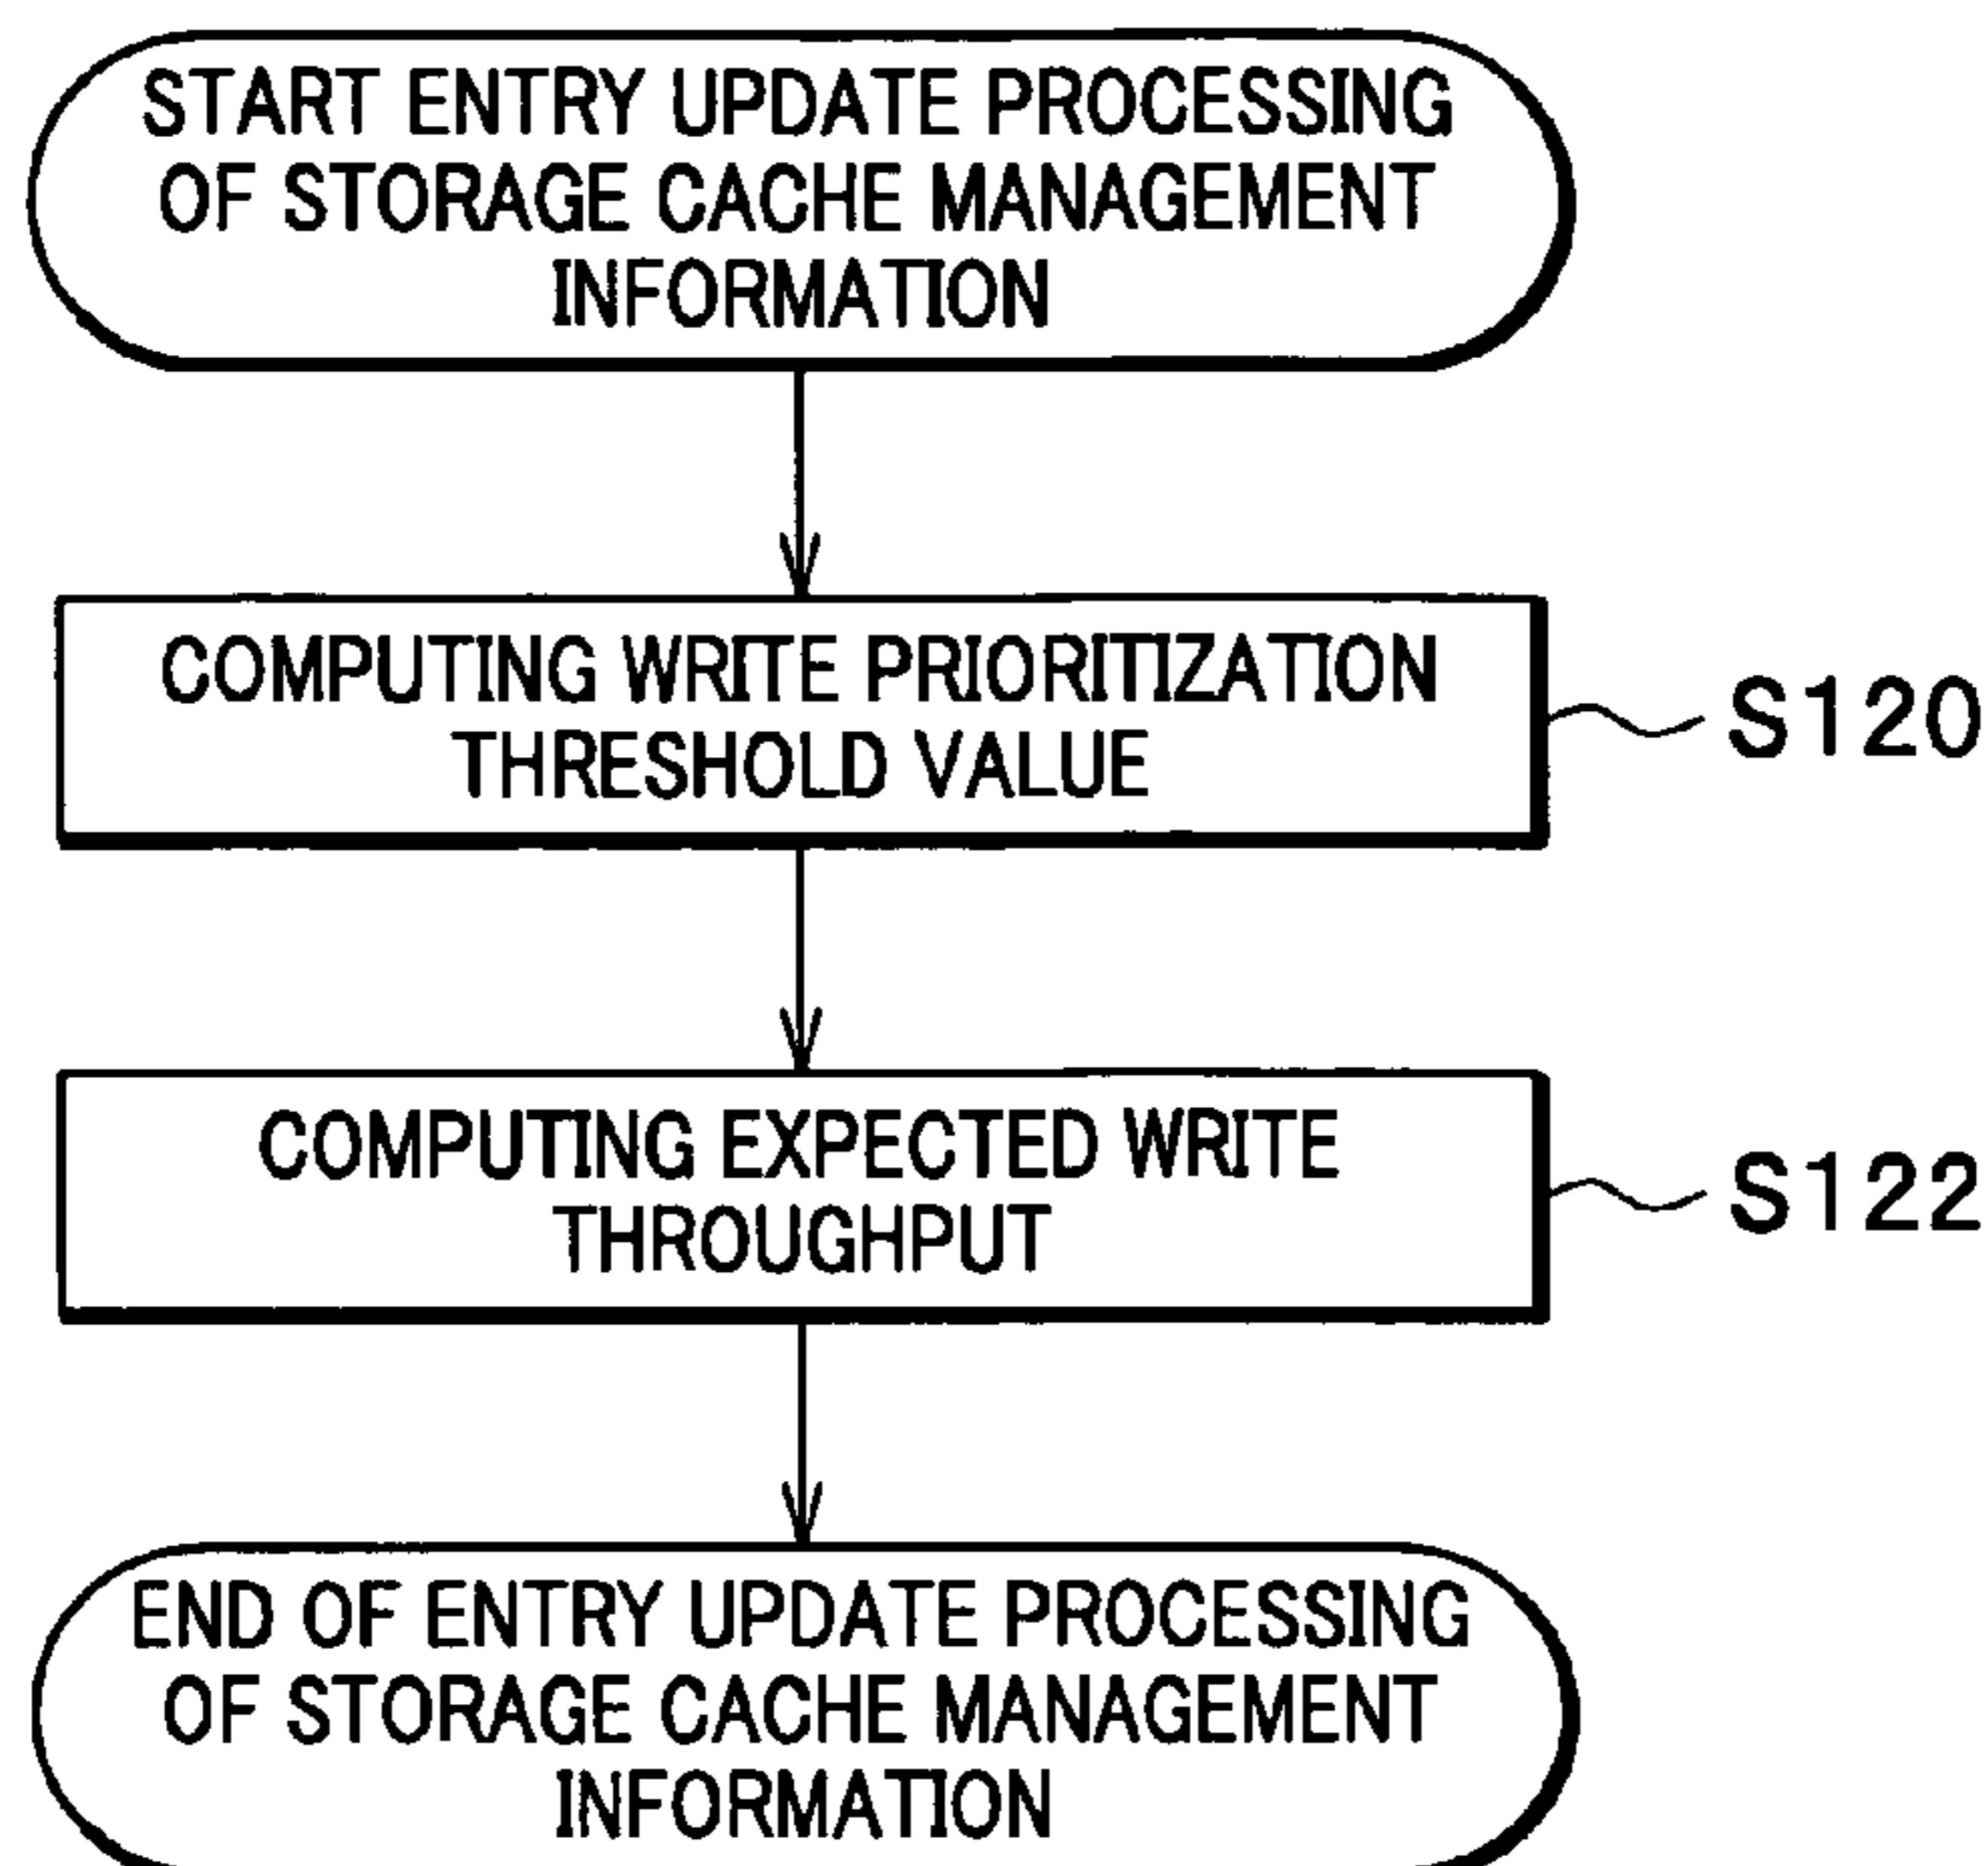 START ENTRY UPDATE PROCESSING
OF STORAGE CACHE MANAGEMENT
INFORMATION
COMPUTING WRITE PRIORITIZATION
THRESHOLD VALUE
S120
COMPUTING EXPECTED WRITE
THROUGHPUT
S122
END OF ENTRY UPDATE PROCESSING
OF STORAGE CACHE MANAGEMENT
INFORMATION